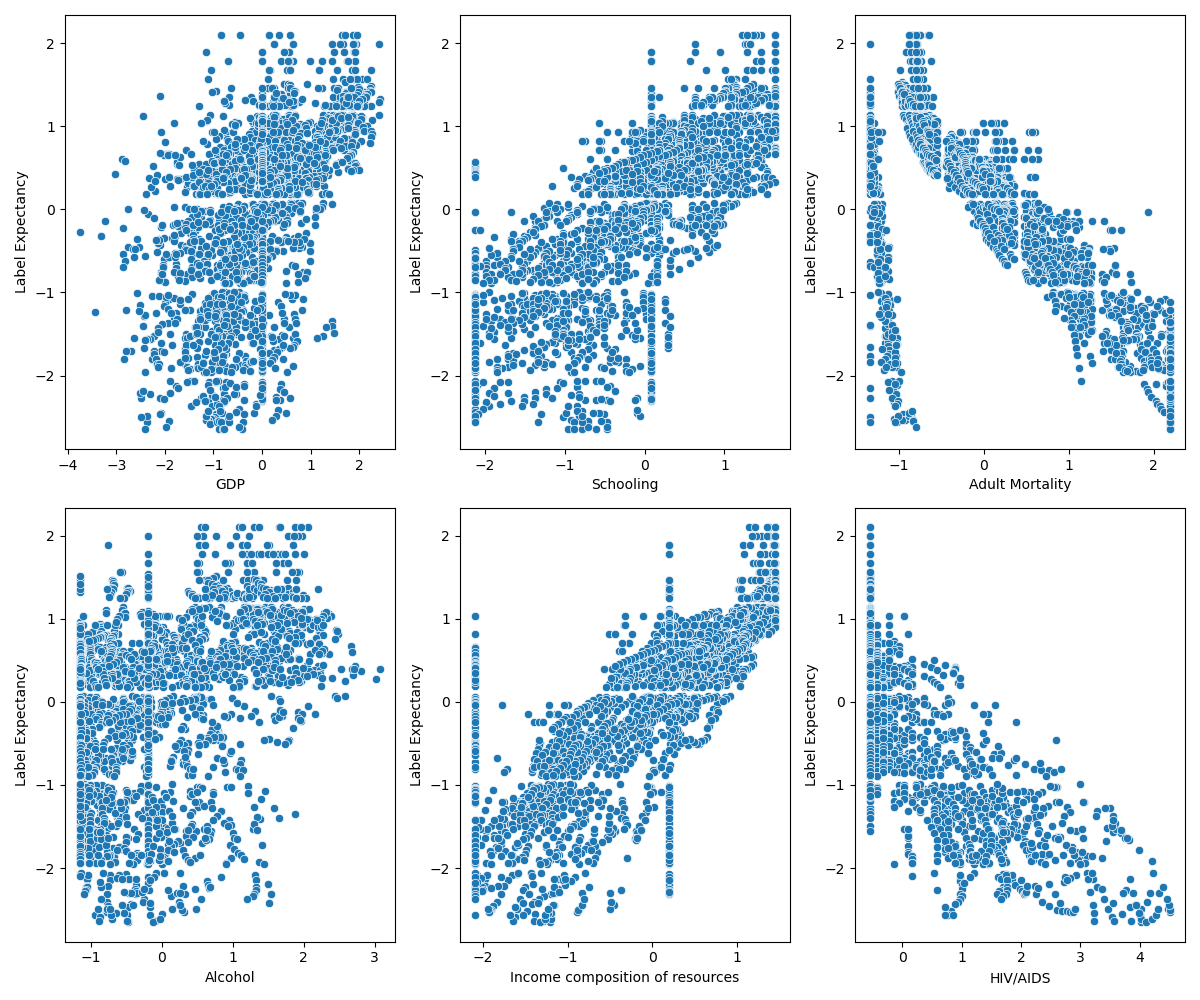 2
1
0
−1
−2
Label Expectancy
−4 −3 −2 −1 0 1 2
GDP
2
1
0
−1
−2
Label Expectancy
−2 −1 0 1
Schooling
2
1
0
−1
−2
Label Expectancy
−1 0 1 2
Adult Mortality
2
1
0
−1
−2
Label Expectancy
−1 0 1 2 3
Alcohol
2
1
0
−1
−2
Label Expectancy
−2 −1 0 1
Income composition of resources
2
1
0
−1
−2
Label Expectancy
0 1 2 3 4
HIV/AIDS